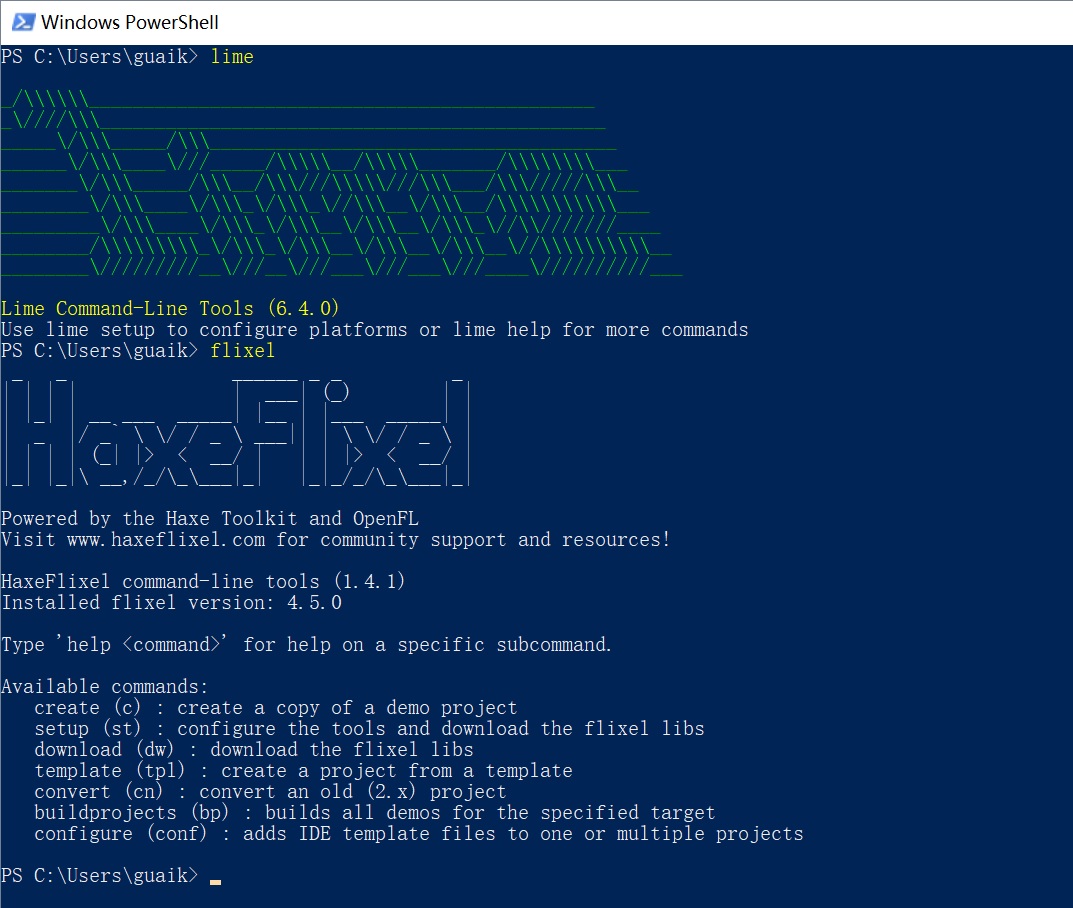 Windows PowerShell
PS C:\Users\guaik> lime
Lime Command-Line Tools (6.4.0)
Use lime setup to configure platforms or lime help for more commands
PS C:\Users\guaik> flixel
HaxeFlixel
Powered by the Haxe Toolkit and OpenFL
Visit www.haxeflixel.com for community support and resources!
HaxeFlixel command-line tools (1.4.1)
Installed flixel version: 4.5.0
Type 'help <command>' for help on a specific subcommand.
Available commands:
create (c) : create a copy of a demo project
setup (st) : configure the tools and download the flixel libs
download (dw) : download the flixel libs
template (tpl) : create a project from a template
convert (cn) : convert an old (2.x) project
buildprojects (bp) : builds all demos for the specified target
configure (conf) : adds IDE template files to one or multiple projects
PS C:\Users\guaik>